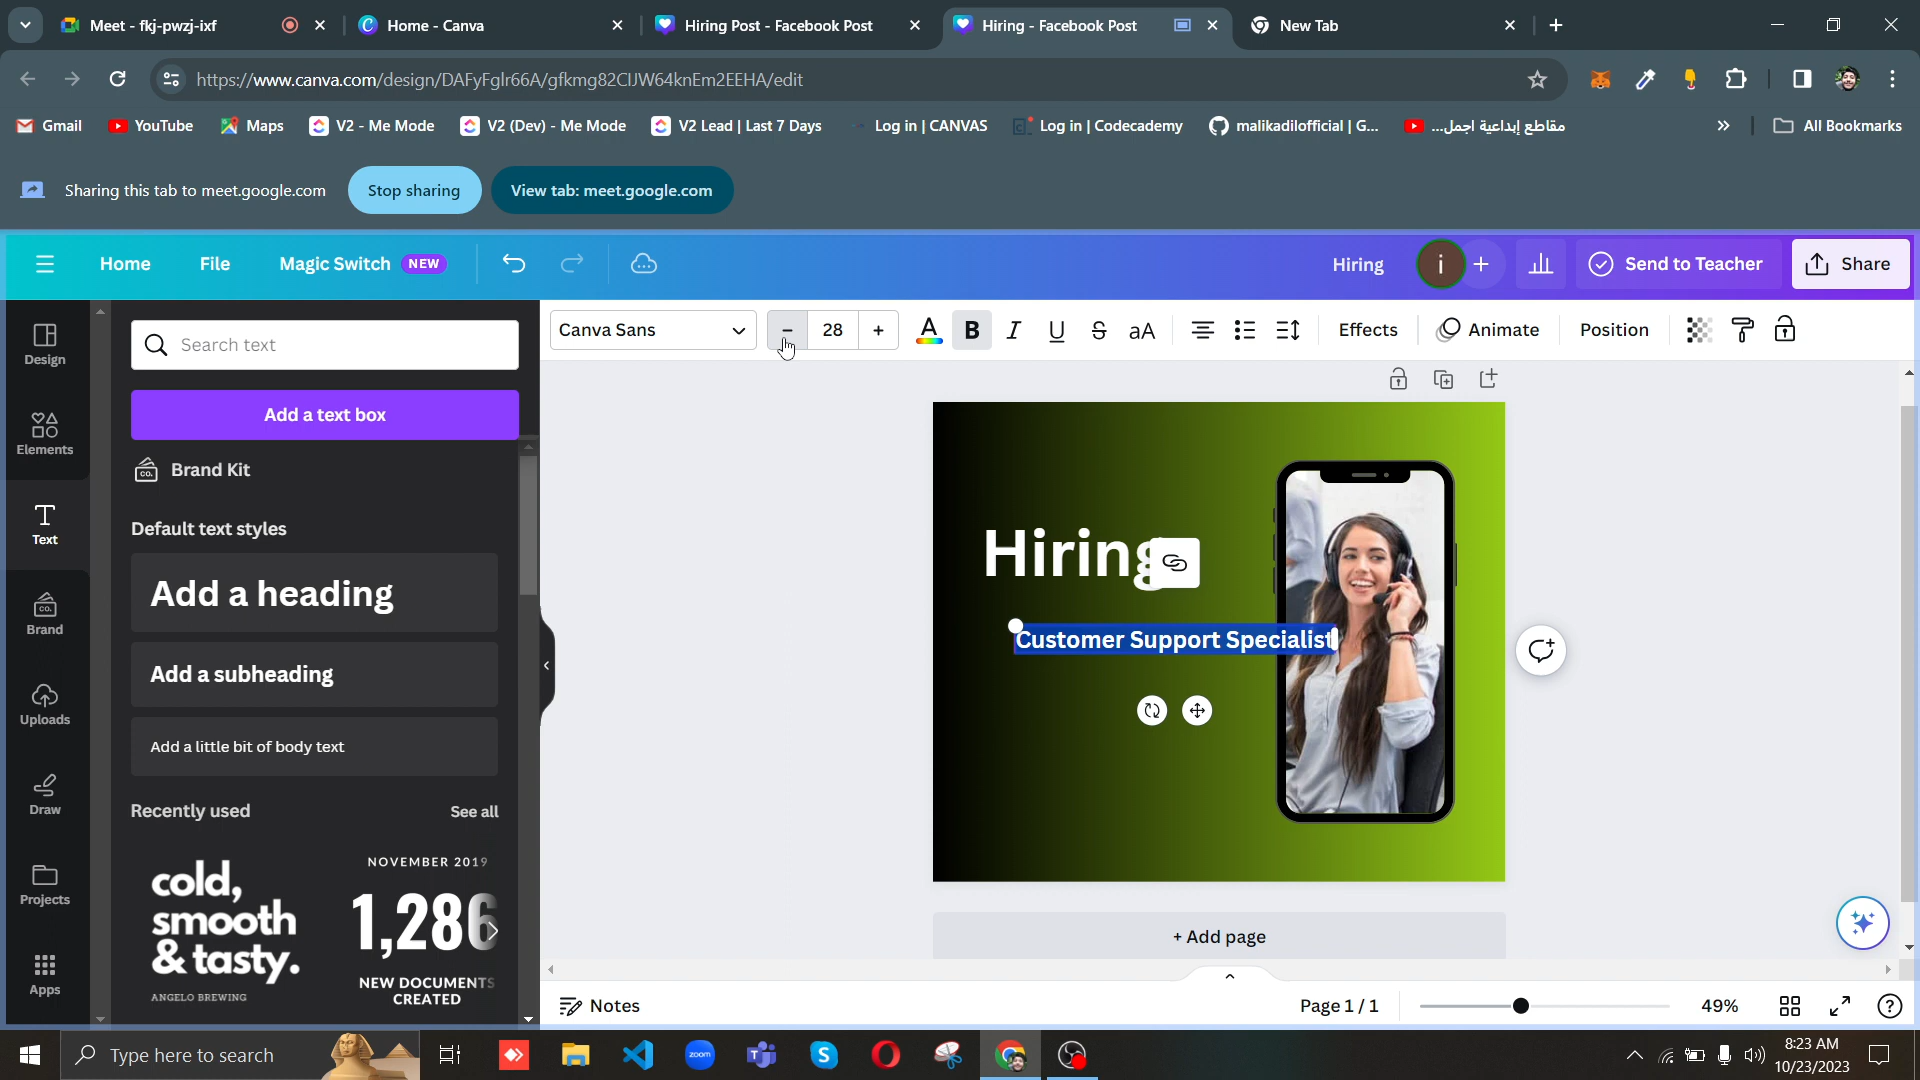 Meet - fkj-pwzj-ixf
Home - Canva
Hiring Post - Facebook Post
Hiring - Facebook Post
New Tab
https://www.canva.com/design/DAFyFglr66A/gfkmg82ClJW64knEm2EEHA/edit
Gmail
YouTube
Maps
V2 - Me Mode
V2 (Dev) - Me Mode
V2 Lead | Last 7 Days
Log in | CANVAS
Log in | Codecademy
malikadilofficial | G...
مقاطع إبداعية اجمل...
All Bookmarks
Sharing this tab to meet.google.com
Stop sharing
View tab: meet.google.com
Home
File
Magic Switch NEW
Hiring
i
Send to Teacher
Share
Design
Elements
Text
Brand
Uploads
Draw
Projects
Apps
Search text
Add a text box
Brand Kit
Default text styles
Add a heading
Add a subheading
Add a little bit of body text
Recently used
See all
cold,
smooth
& tasty.
ANGELO BREWING
NOVEMBER 2019
1,286
NEW DOCUMENTS
CREATED
Canva Sans
28
A B I U S aA
Effects
Animate
Position
Hiring
Customer Support Specialist
+ Add page
Notes
Page 1 / 1
49%
Type here to search
zoom
8:23 AM
10/23/2023